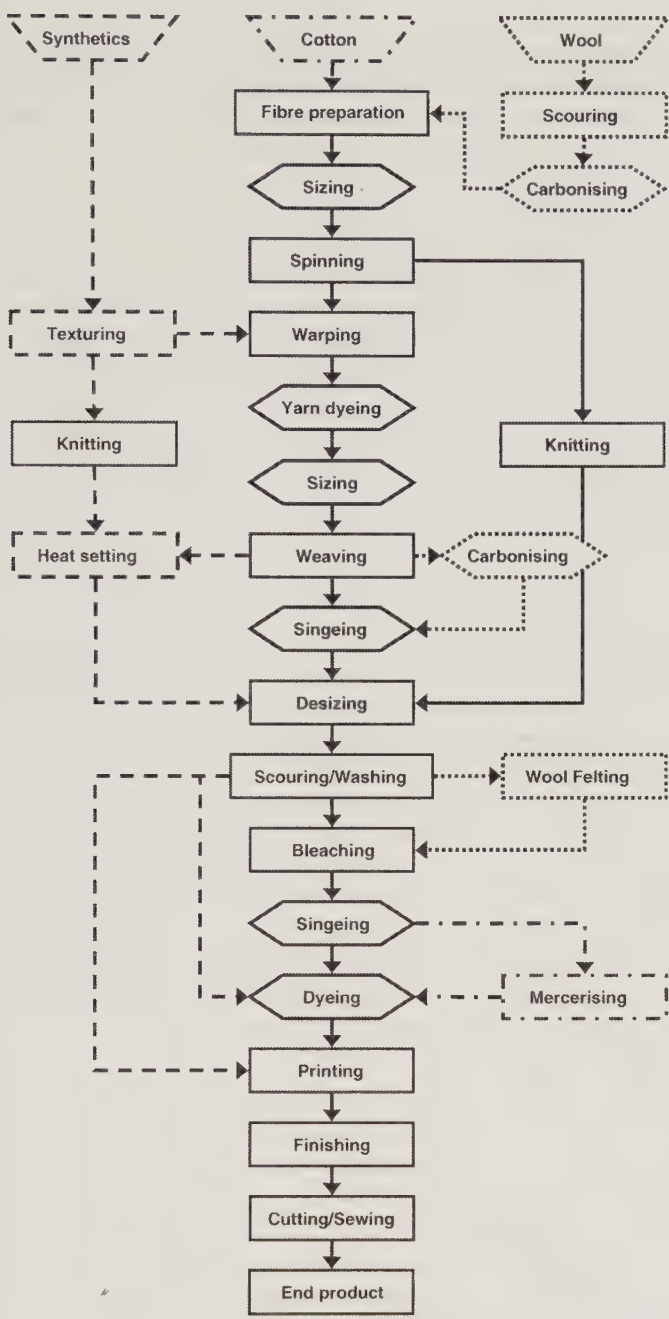 Synthetics
Cotton
Wool
Fibre preparation
Scouring
Sizing
Carbonising
Spinning
Texturing
Warping
Yarn dyeing
Knitting
Knitting
Sizing
Heat setting
Weaving
Carbonising
Singeing
Desizing
Scouring/Washing
Wool Felting
Bleaching
Singeing
Dyeing
Mercerising
Printing
Finishing
Cutting/Sewing
End product